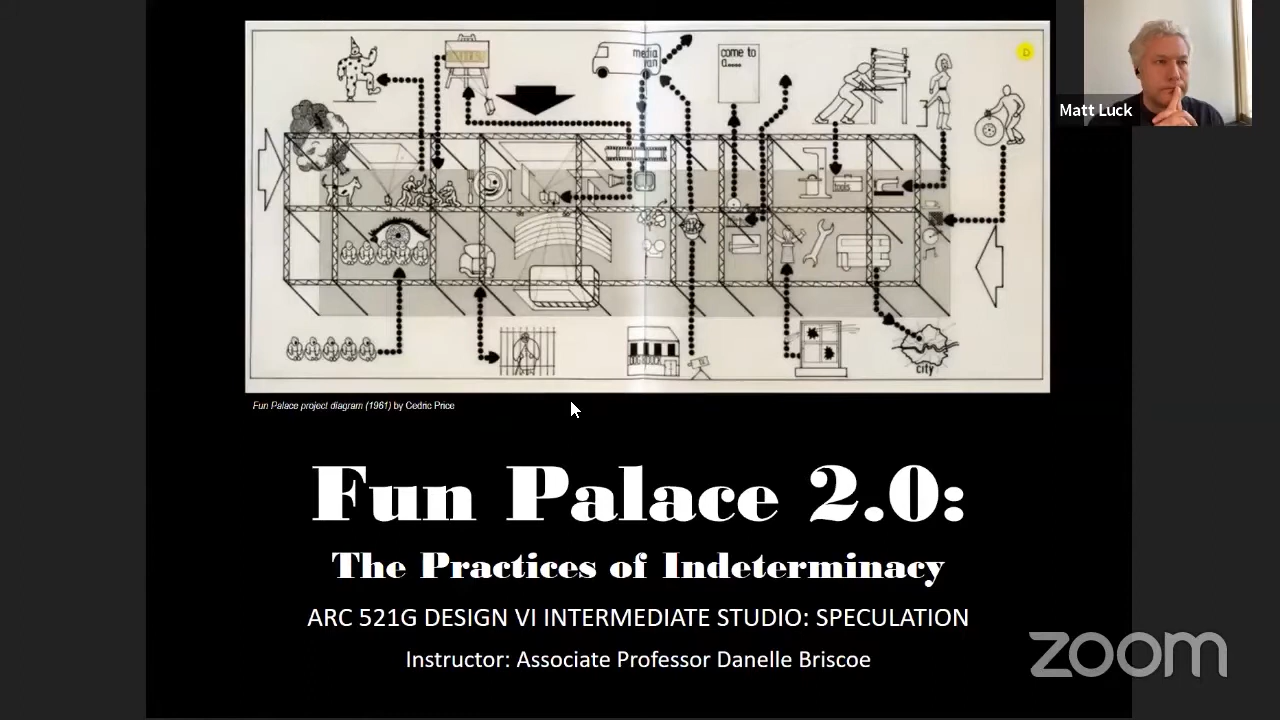 media
van
come to
a....
tools
city
Matt Luck
Fun Palace project diagram (1961) by Cedric Price
Fun Palace 2.0:
The Practices of Indeterminacy
ARC 521G DESIGN VI INTERMEDIATE STUDIO: SPECULATION
Instructor: Associate Professor Danelle Briscoe
zoom